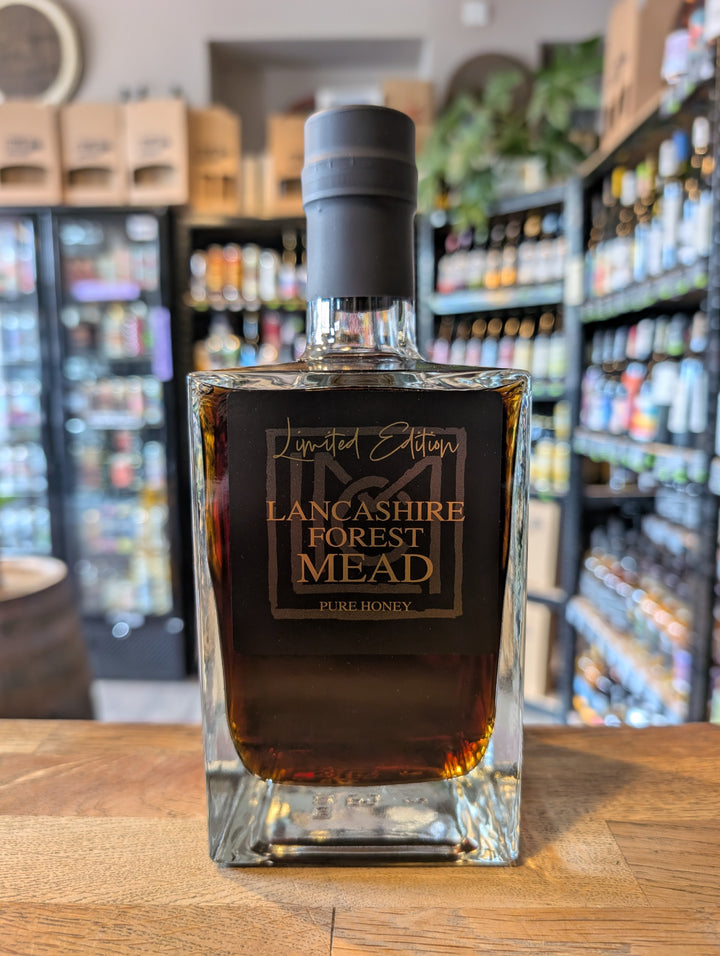 Limited Edition
LANCASHIRE
FOREST
MEAD
PURE HONEY